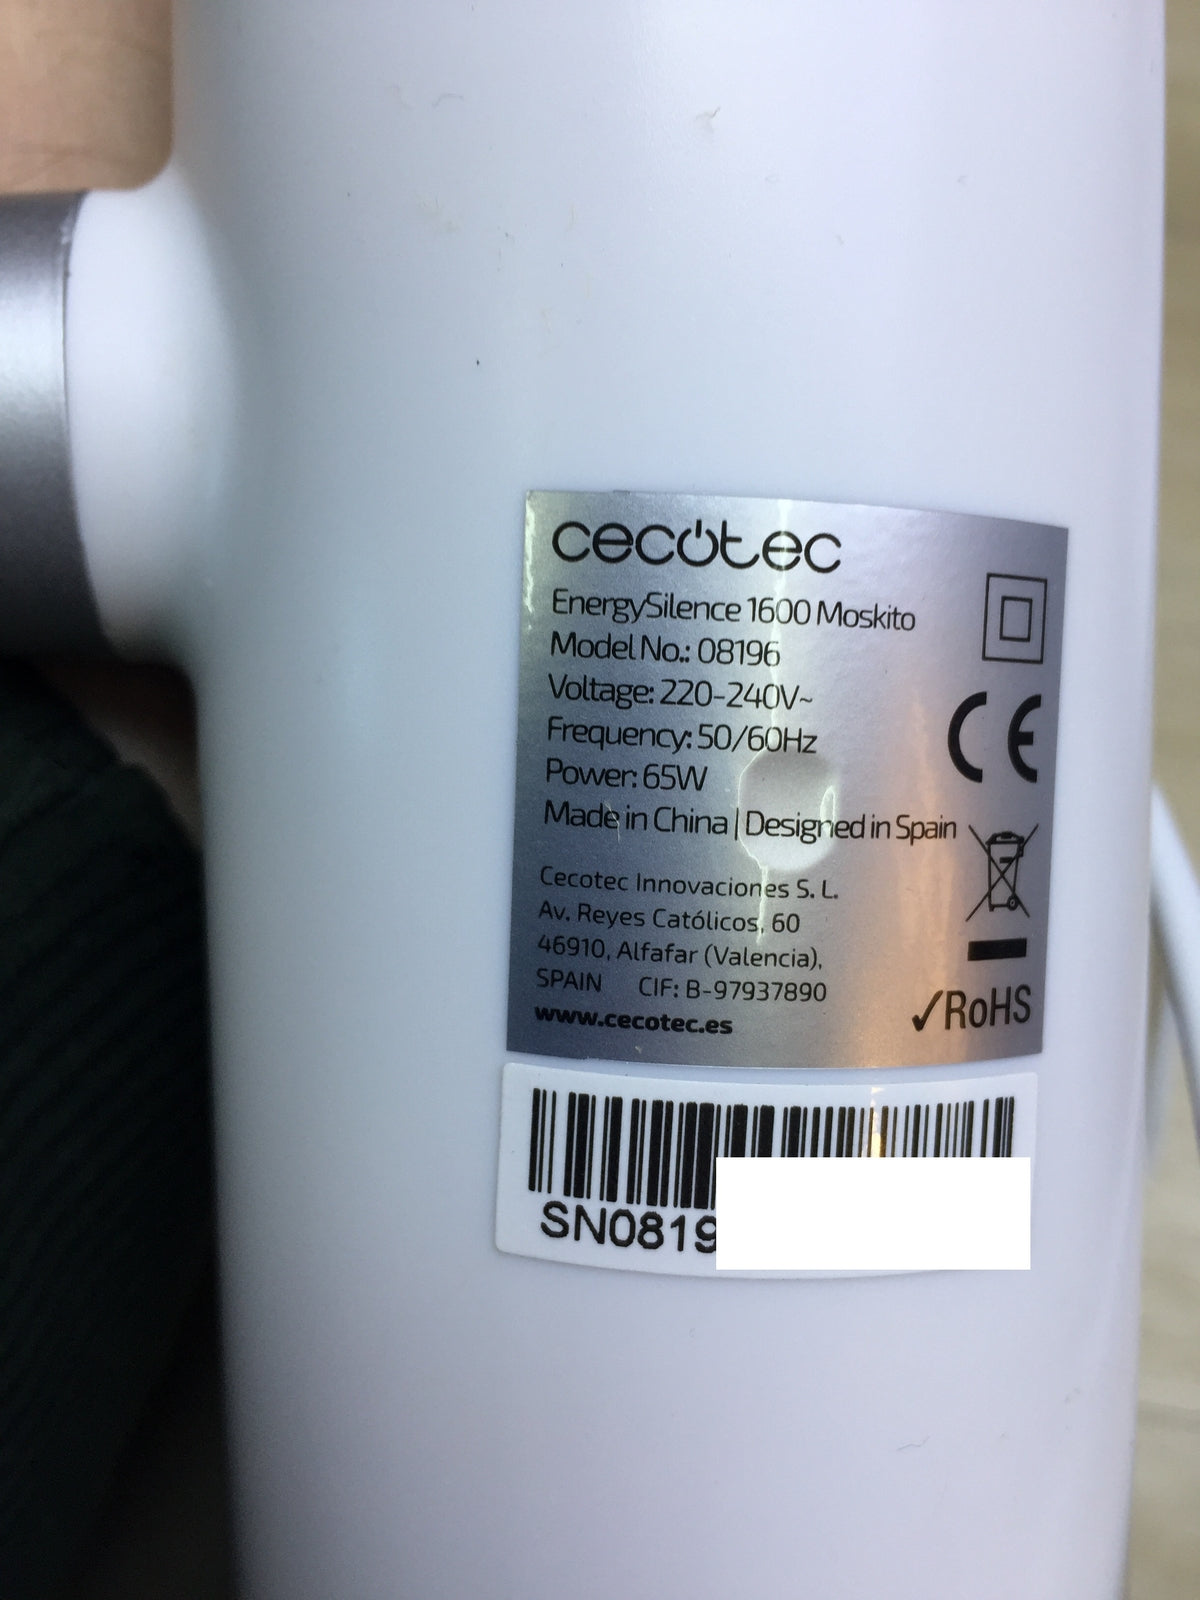 cecotec
EnergySilence 1600 Moskito
Model No.: 08196
Voltage: 220-240V~
Frequency: 50/60Hz
Power: 65W
Made in China | Designed in Spain
Cecotec Innovaciones S. L.
Av. Reyes Católicos, 60
46910, Alfafar (Valencia),
SPAIN CIF: B-97937890
www.cecotec.es
CE
✓RoHS
SN0819